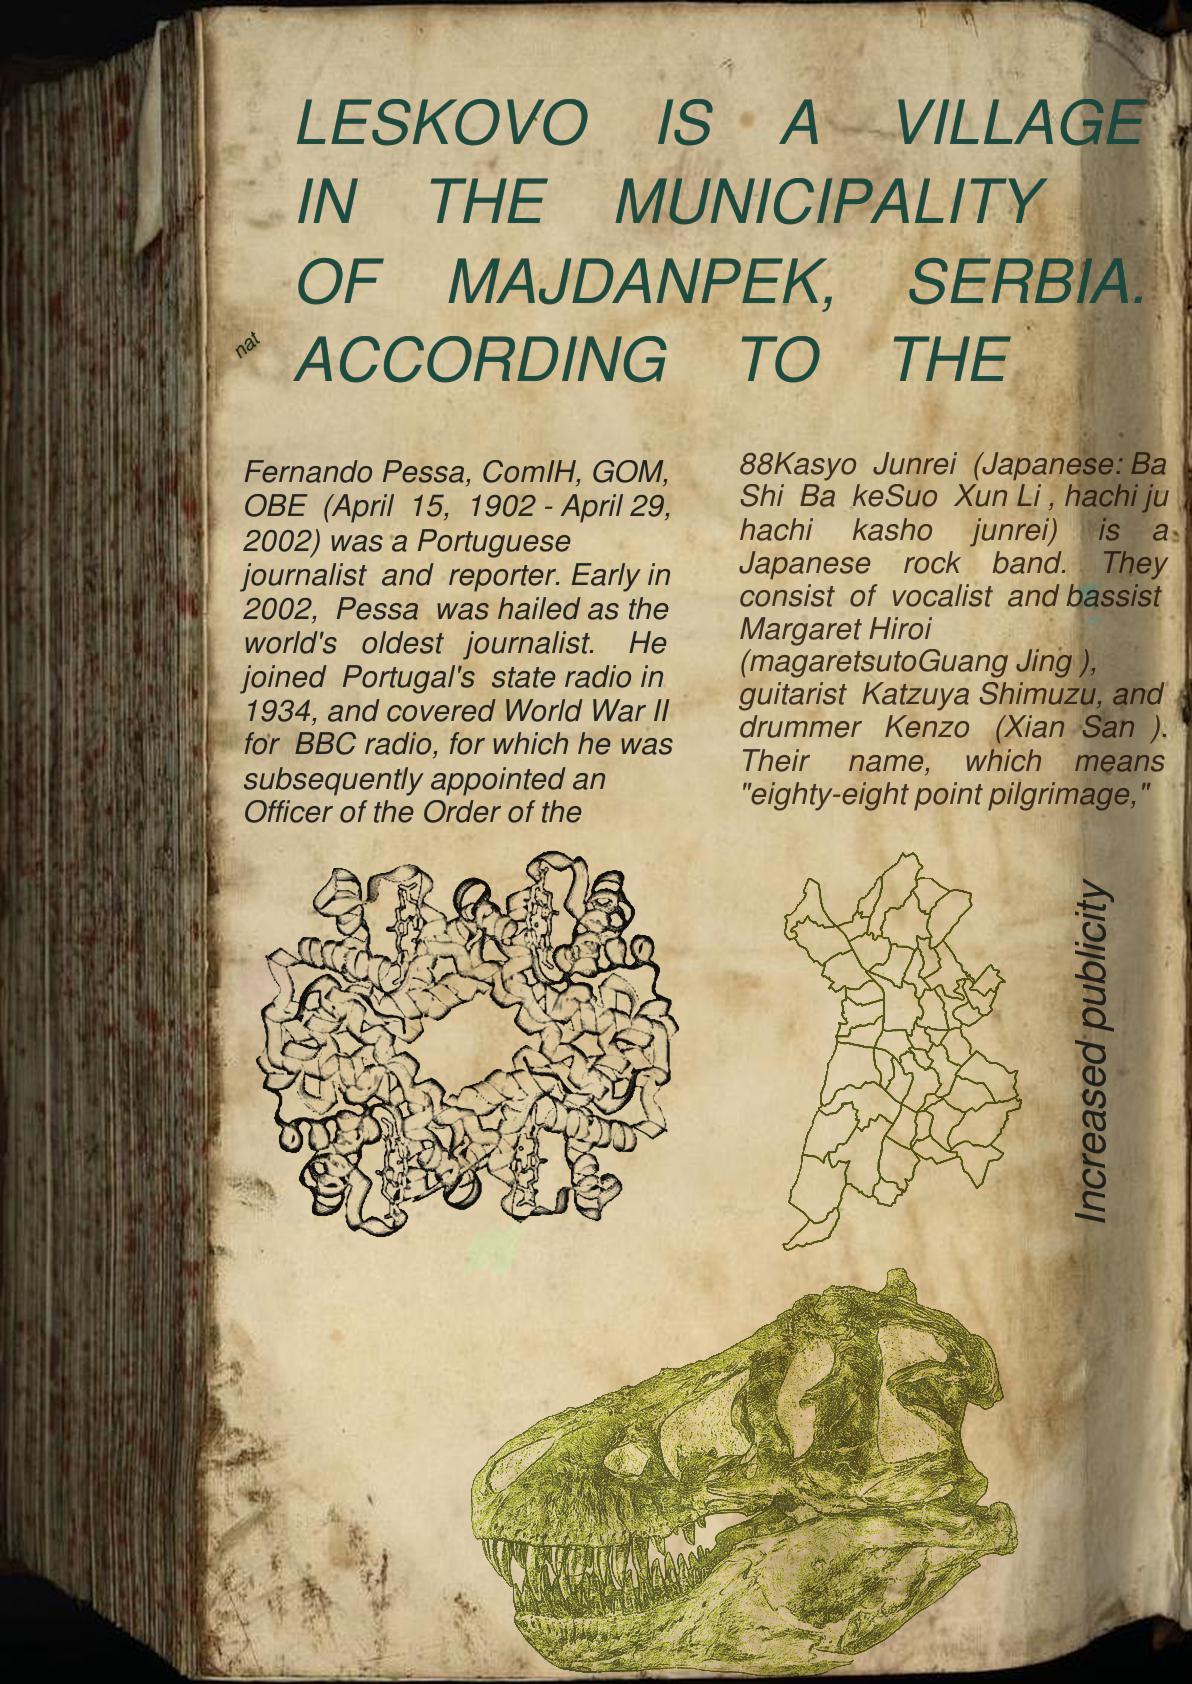 LESKOVO IS A VILLAGE
IN THE MUNICIPALITY
OF MAJDANPEK, SERBIA.
ACCORDING TO THE
nat
Fernando Pessa, ComIH, GOM,
OBE (April 15, 1902 - April 29,
2002) was a Portuguese
journalist and reporter. Early in
2002, Pessa was hailed as the
world's oldest journalist. He
joined Portugal's state radio in
1934, and covered World War II
for BBC radio, for which he was
subsequently appointed an
Officer of the Order of the
88Kasyo Junrei (Japanese: Ba
Shi Ba keSuo Xun Li , hachi ju
hachi kasho junrei) is a
Japanese rock band. They
consist of vocalist and bassist
Margaret Hiroi
(magaretsutoGuang Jing ),
guitarist Katzuya Shimuzu, and
drummer Kenzo (Xian San ).
Their name, which means
"eighty-eight point pilgrimage,"
Increased publicity